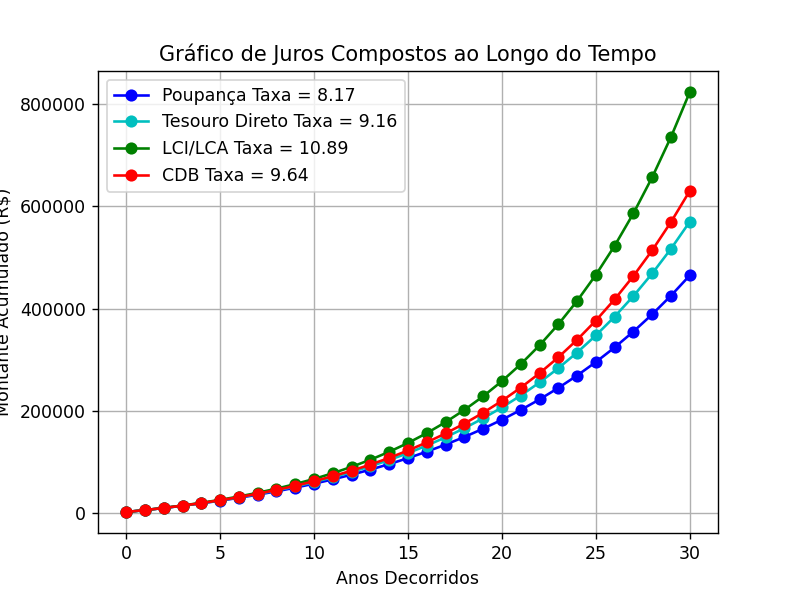 Gráfico de Juros Compostos ao Longo do Tempo
Poupança Taxa = 8.17
Tesouro Direto Taxa = 9.16
LCI/LCA Taxa = 10.89
CDB Taxa = 9.64
Montante Acumulado (R$)
800000
600000
400000
200000
0
0 5 10 15 20 25 30
Anos Decorridos